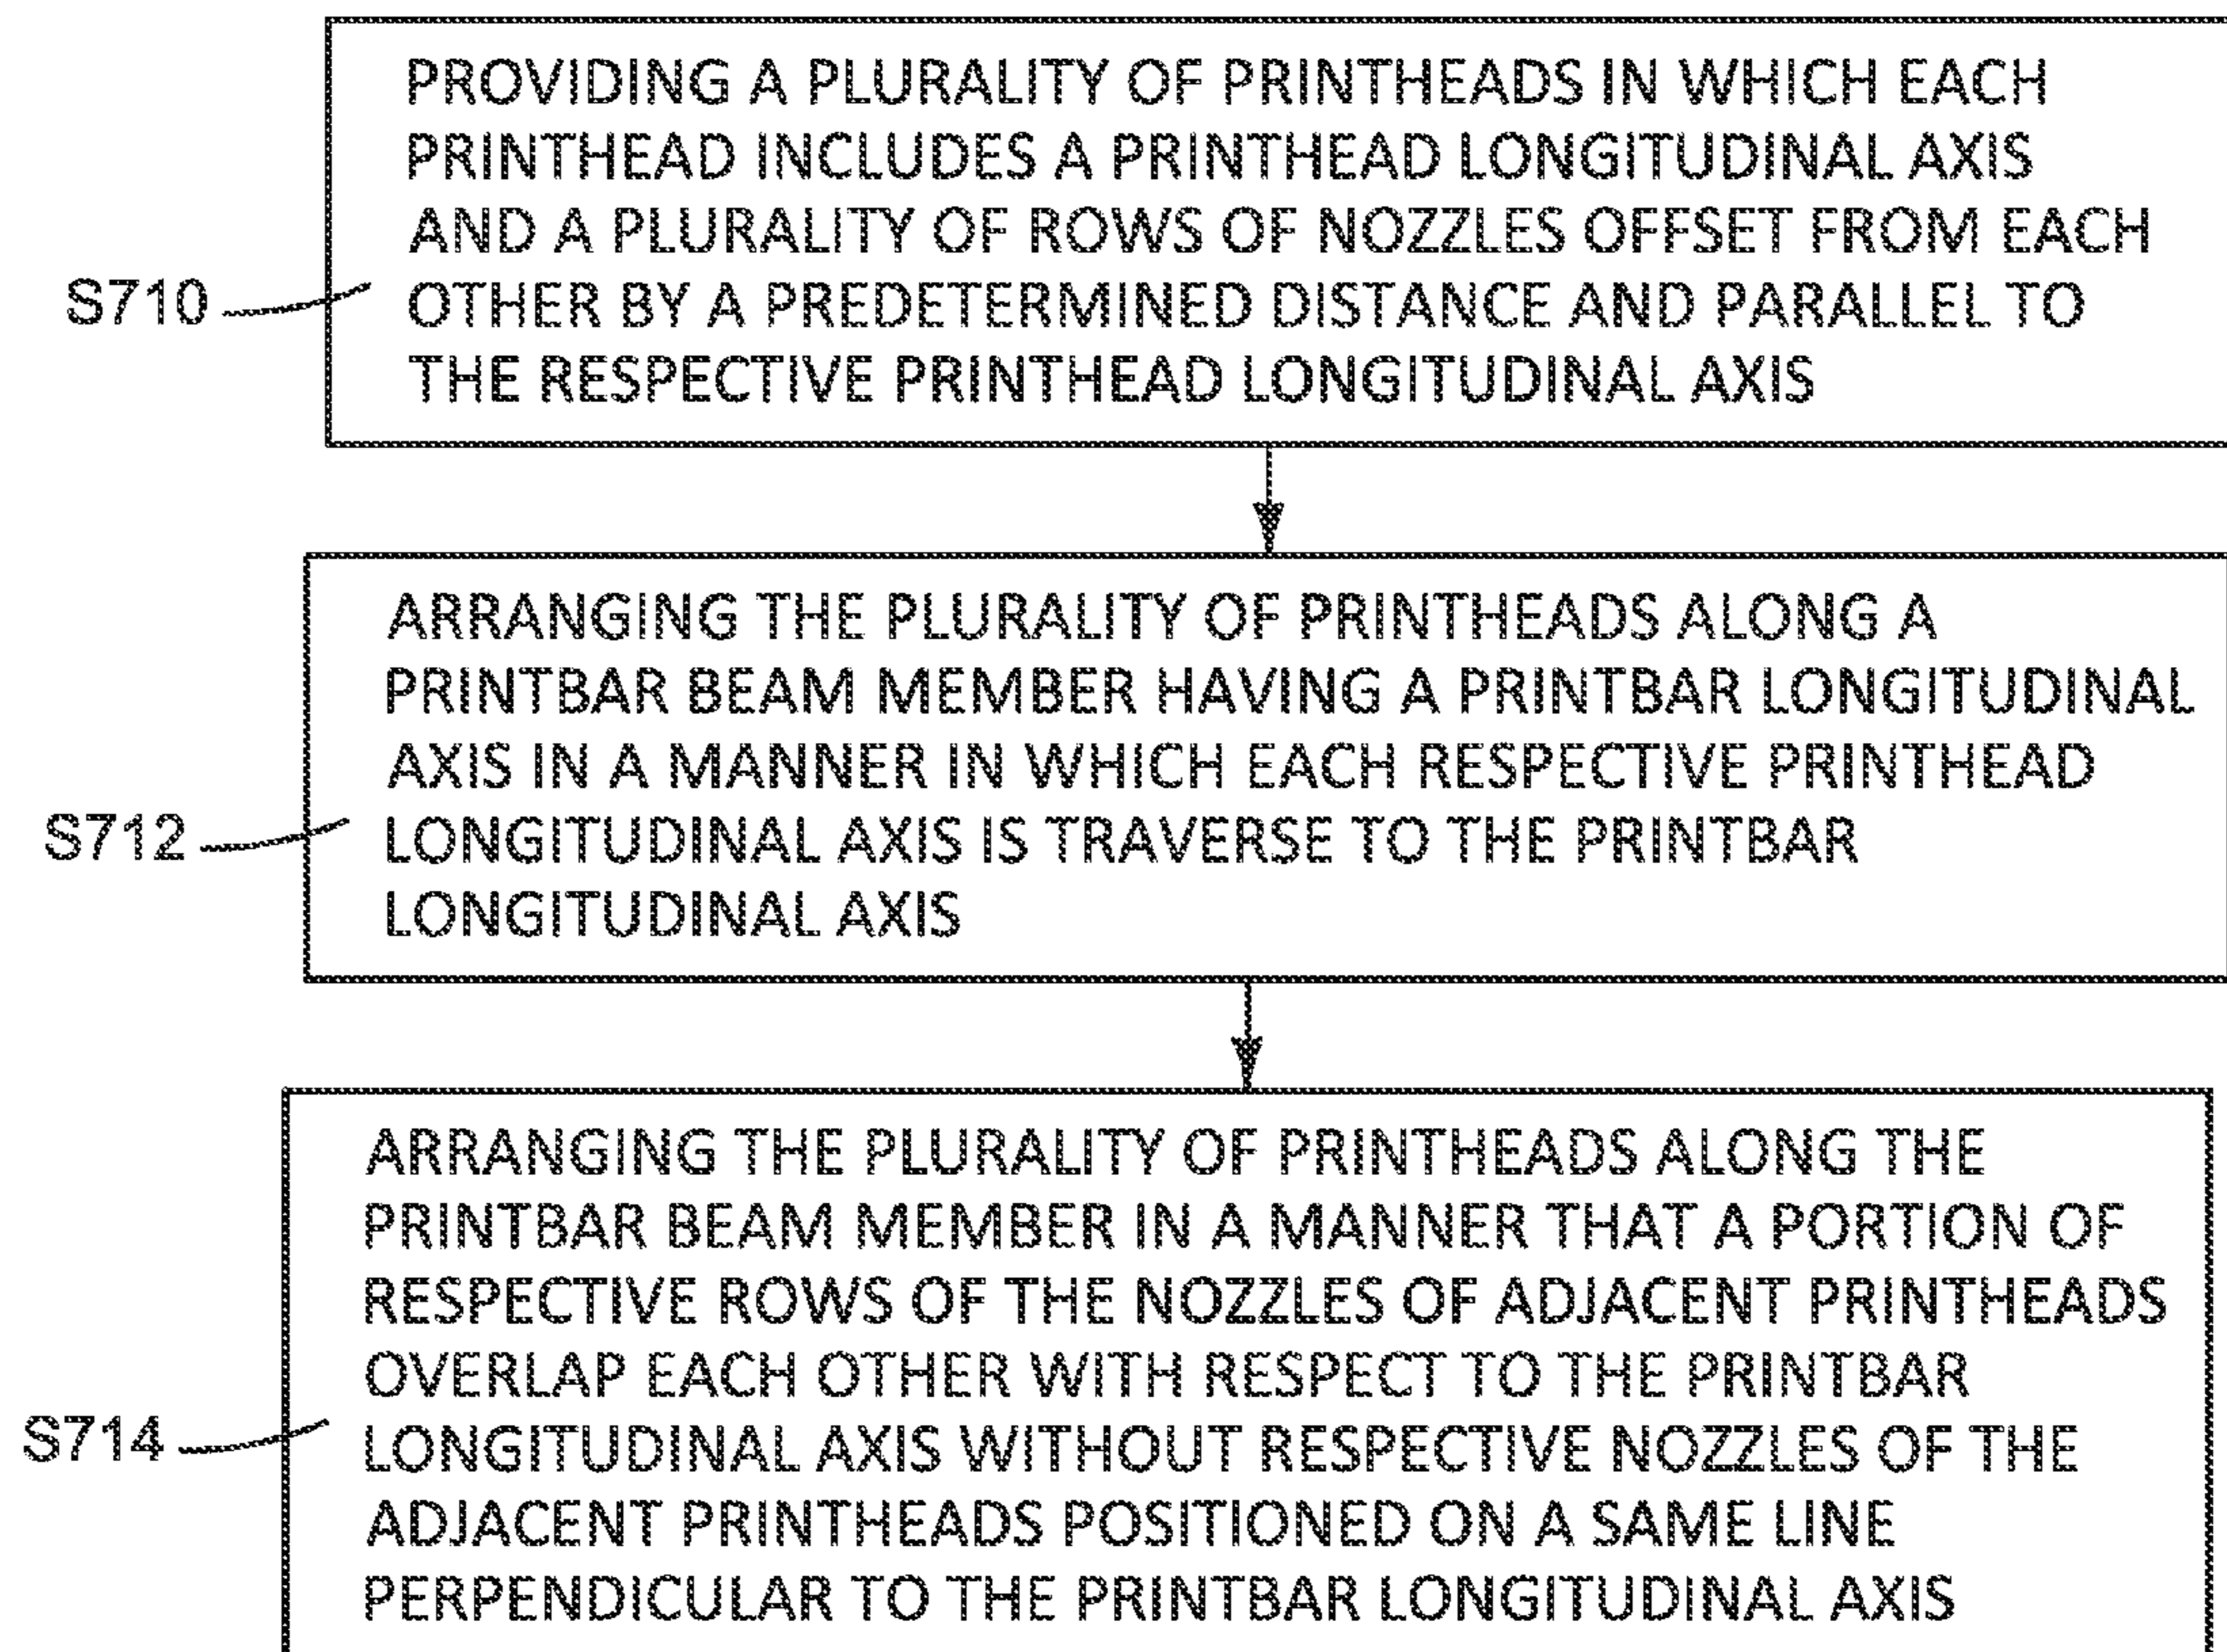 PROVIDING A PLURALITY OF PRINTHEADS IN WHICH EACH
PRINTHEAD INCLUDES A PRINTHEAD LONGITUDINAL AXIS
AND A PLURALITY OF ROWS OF NOZZLES OFFSET FROM EACH
S710
OTHER BY A PREDETERMINED DISTANCE AND PARALLEL TO
THE RESPECTIVE PRINTHEAD LONGITUDINAL AXIS
ARRANGING THE PLURALITY OF PRINTHEADS ALONG A
PRINTBAR BEAM MEMBER HAVING A PRINTBAR LONGITUDINAL
AXIS IN A MANNER IN WHICH EACH RESPECTIVE PRINTHEAD
S712
LONGITUDINAL AXIS IS TRAVERSE TO THE PRINTBAR
LONGITUDINAL AXIS
ARRANGING THE PLURALITY OF PRINTHEADS ALONG THE
PRINTBAR BEAM MEMBER IN A MANNER THAT A PORTION OF
RESPECTIVE ROWS OF THE NOZZLES OF ADJACENT PRINTHEADS
OVERLAP EACH OTHER WITH RESPECT TO THE PRINTBAR
S714
LONGITUDINAL AXIS WITHOUT RESPECTIVE NOZZLES OF THE
ADJACENT PRINTHEADS POSITIONED ON A SAME LINE
PERPENDICULAR TO THE PRINTBAR LONGITUDINAL AXIS